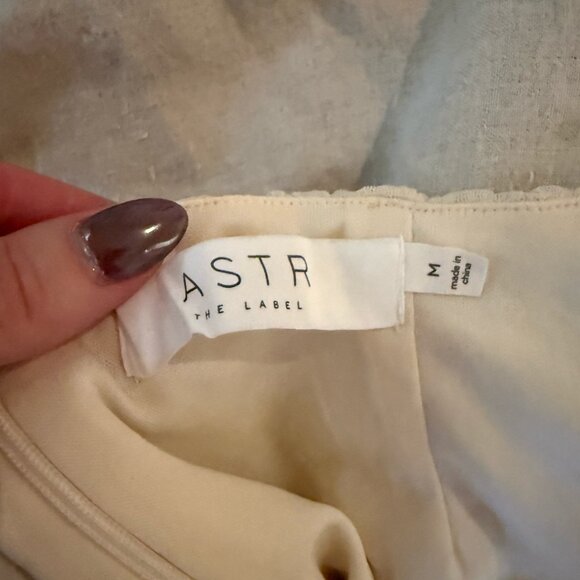 ASTR
THE LABEL
M
made in
china